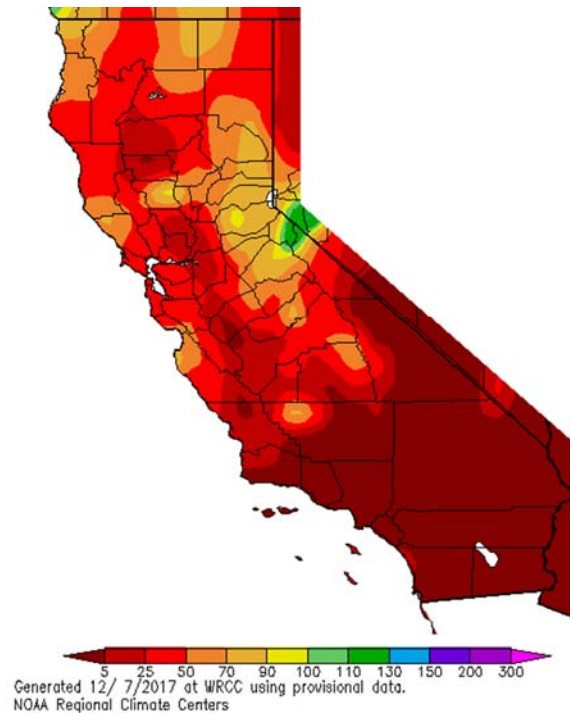 5 25 50 70 90 100 110 130 150 200 300
Generated 12/ 7/2017 at WRCC using provisional data.
NOAA Regional Climate Centers